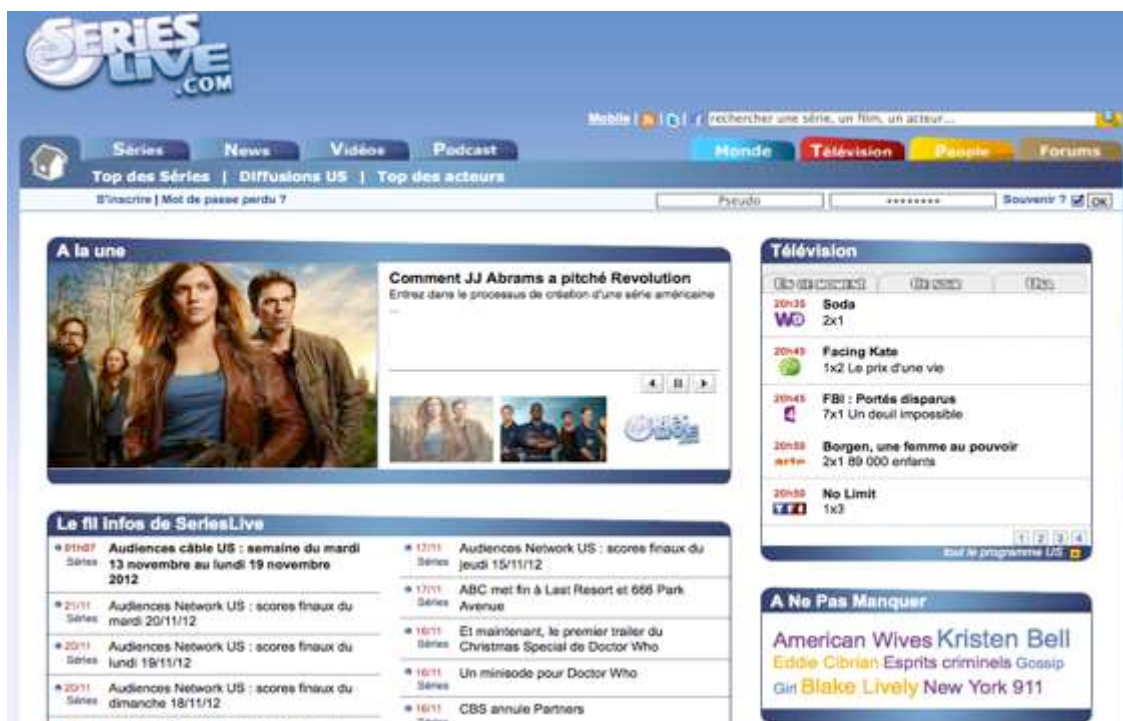 SERIES
LIVE
.COM
Mobile |
rechercher une série, un film, un acteur...
Séries News Vidéos Podcast Monde Télévision People Forums
Top des Séries | Diffusions US | Top des acteurs
S'inscrire | Mot de passe perdu ? Pseudo ******** Souvenir ? OK
A la une
Comment JJ Abrams a pitché Revolution
Entrez dans le processus de création d'une série américaine
...
SERIES
LIVE
Télévision
En ce moment
20h35 Soda
W9 2x1
20h45 Facing Kate
1x2 Le prix d'une vie
20h45 FBI : Portés disparus
4 7x1 Un deuil impossible
20h50 Borgen, une femme au pouvoir
arte 2x1 89 000 enfants
20h50 No Limit
TF1 1x3
1 2 3 4
tout le programme US
Le fil infos de SeriesLive
01h07 Audiences câble US : semaine du mardi
Séries 13 novembre au lundi 19 novembre
2012
21/11 Audiences Network US : scores finaux du
Séries mardi 20/11/12
20/11 Audiences Network US : scores finaux du
Séries lundi 19/11/12
20/11 Audiences Network US : scores finaux du
Séries dimanche 18/11/12
17/11 Audiences Network US : scores finaux du
Séries jeudi 15/11/12
17/11 ABC met fin à Last Resort et 666 Park
Séries Avenue
16/11 Et maintenant, le premier trailer du
Séries Christmas Special de Doctor Who
16/11 Un minisode pour Doctor Who
Séries
16/11 CBS annule Partners
A Ne Pas Manquer
American Wives Kristen Bell
Eddie Cibrian Esprits criminels Gossip
Girl Blake Lively New York 911